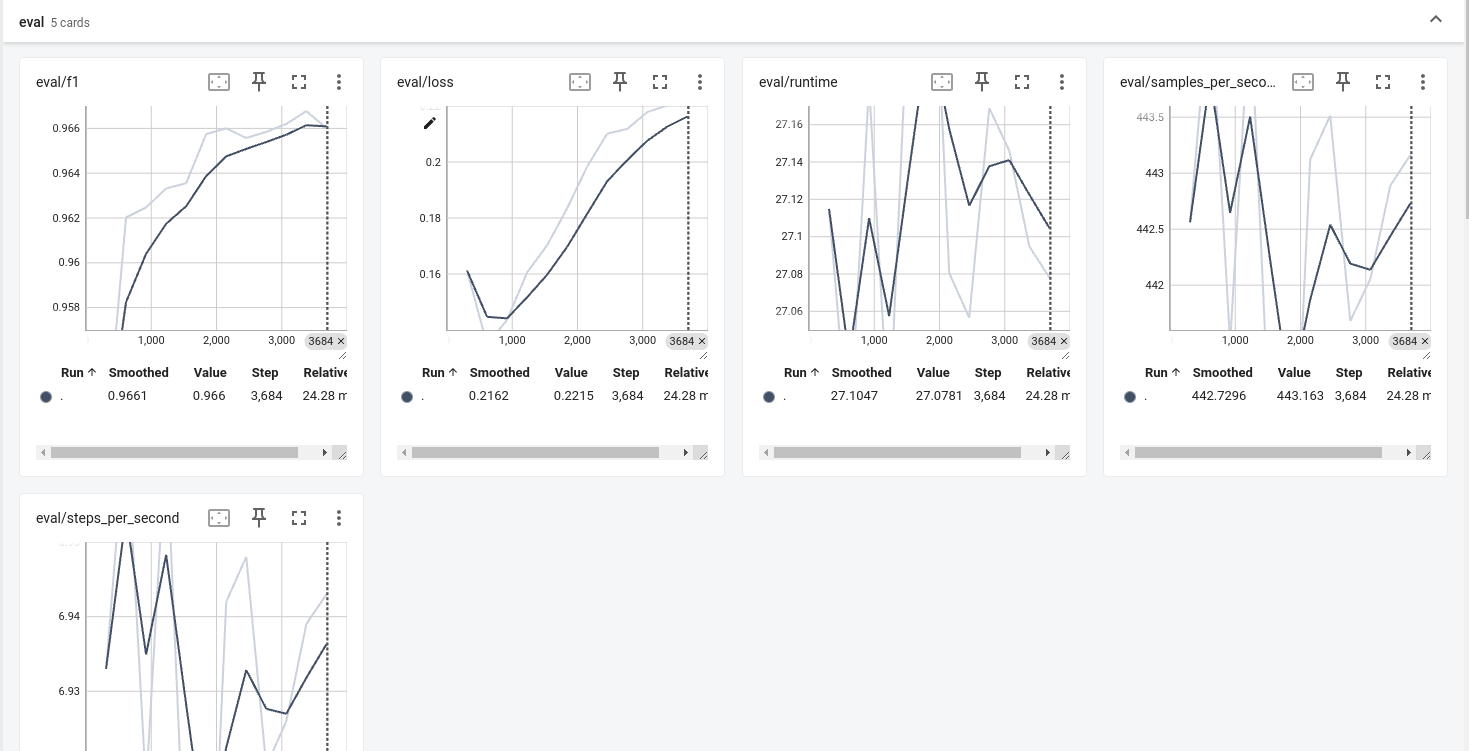 eval 5 cards
eval/f1
0.966
0.964
0.962
0.96
0.958
1,000 2,000 3,000 3684 ×
Run ↑ Smoothed Value Step Relative
. 0.9661 0.966 3,684 24.28 m
eval/loss
0.2
0.18
0.16
1,000 2,000 3,000 3684 ×
Run ↑ Smoothed Value Step Relative
. 0.2162 0.2215 3,684 24.28 m
eval/runtime
27.16
27.14
27.12
27.1
27.08
27.06
1,000 2,000 3,000 3684 ×
Run ↑ Smoothed Value Step Relative
. 27.1047 27.0781 3,684 24.28 m
eval/samples_per_seco...
443.5
443
442.5
442
1,000 2,000 3,000 3684 ×
Run ↑ Smoothed Value Step Relative
. 442.7296 443.163 3,684 24.28 m
eval/steps_per_second
6.94
6.93